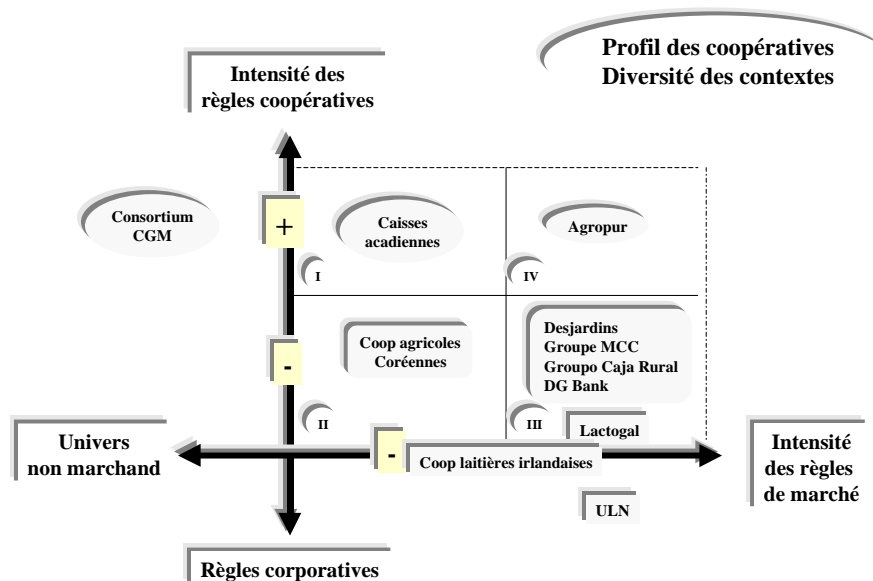 Profil des coopératives
Diversité des contextes
Intensité des
règles coopératives
Consortium
CGM
+
Caisses
acadiennes
Agropur
I
IV
-
Coop agricoles
Coréennes
Desjardins
Groupe MCC
Groupo Caja Rural
DG Bank
II
III
Lactogal
Univers
non marchand
-
Coop laitières irlandaises
Intensité
des règles
de marché
ULN
Règles corporatives